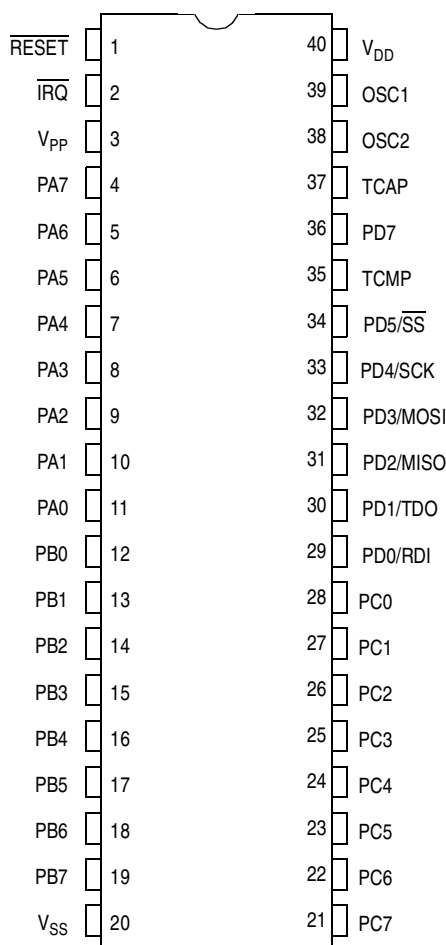 R̅E̅S̅E̅T̅ 1 40 VDD
I̅R̅Q̅ 2 39 OSC1
VPP 3 38 OSC2
PA7 4 37 TCAP
PA6 5 36 PD7
PA5 6 35 TCMP
PA4 7 34 PD5/S̅S̅
PA3 8 33 PD4/SCK
PA2 9 32 PD3/MOSI
PA1 10 31 PD2/MISO
PA0 11 30 PD1/TDO
PB0 12 29 PD0/RDI
PB1 13 28 PC0
PB2 14 27 PC1
PB3 15 26 PC2
PB4 16 25 PC3
PB5 17 24 PC4
PB6 18 23 PC5
PB7 19 22 PC6
VSS 20 21 PC7